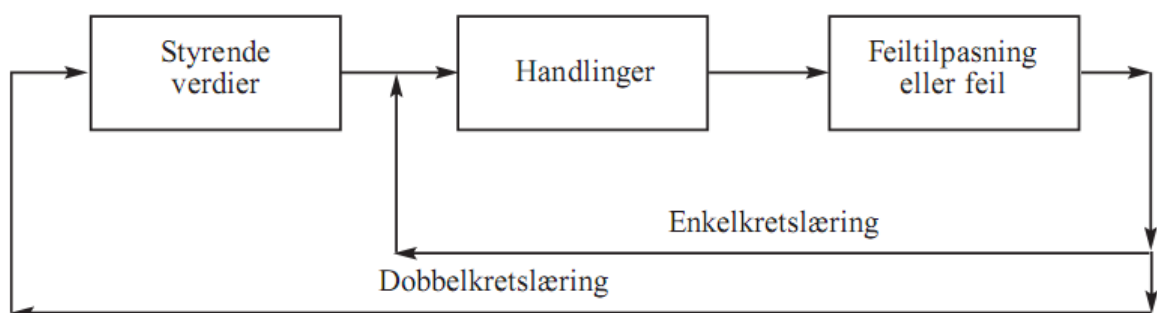 Styrende
verdier
Handlinger
Feiltilpasning
eller feil
Enkelkretslæring
Dobbelkretslæring